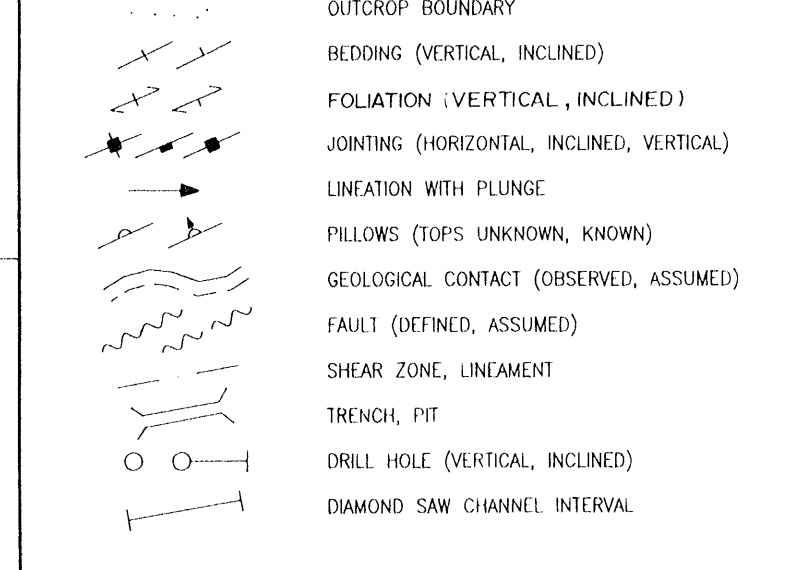 OUTCROP BOUNDARY
BEDDING (VERTICAL, INCLINED)
FOLIATION (VERTICAL, INCLINED)
JOINTING (HORIZONTAL, INCLINED, VERTICAL)
LINEATION WITH PLUNGE
PILLOWS (TOPS UNKNOWN, KNOWN)
GEOLOGICAL CONTACT (OBSERVED, ASSUMED)
FAULT (DEFINED, ASSUMED)
SHEAR ZONE, LINEAMENT
TRENCH, PIT
DRILL HOLE (VERTICAL, INCLINED)
DIAMOND SAW CHANNEL INTERVAL